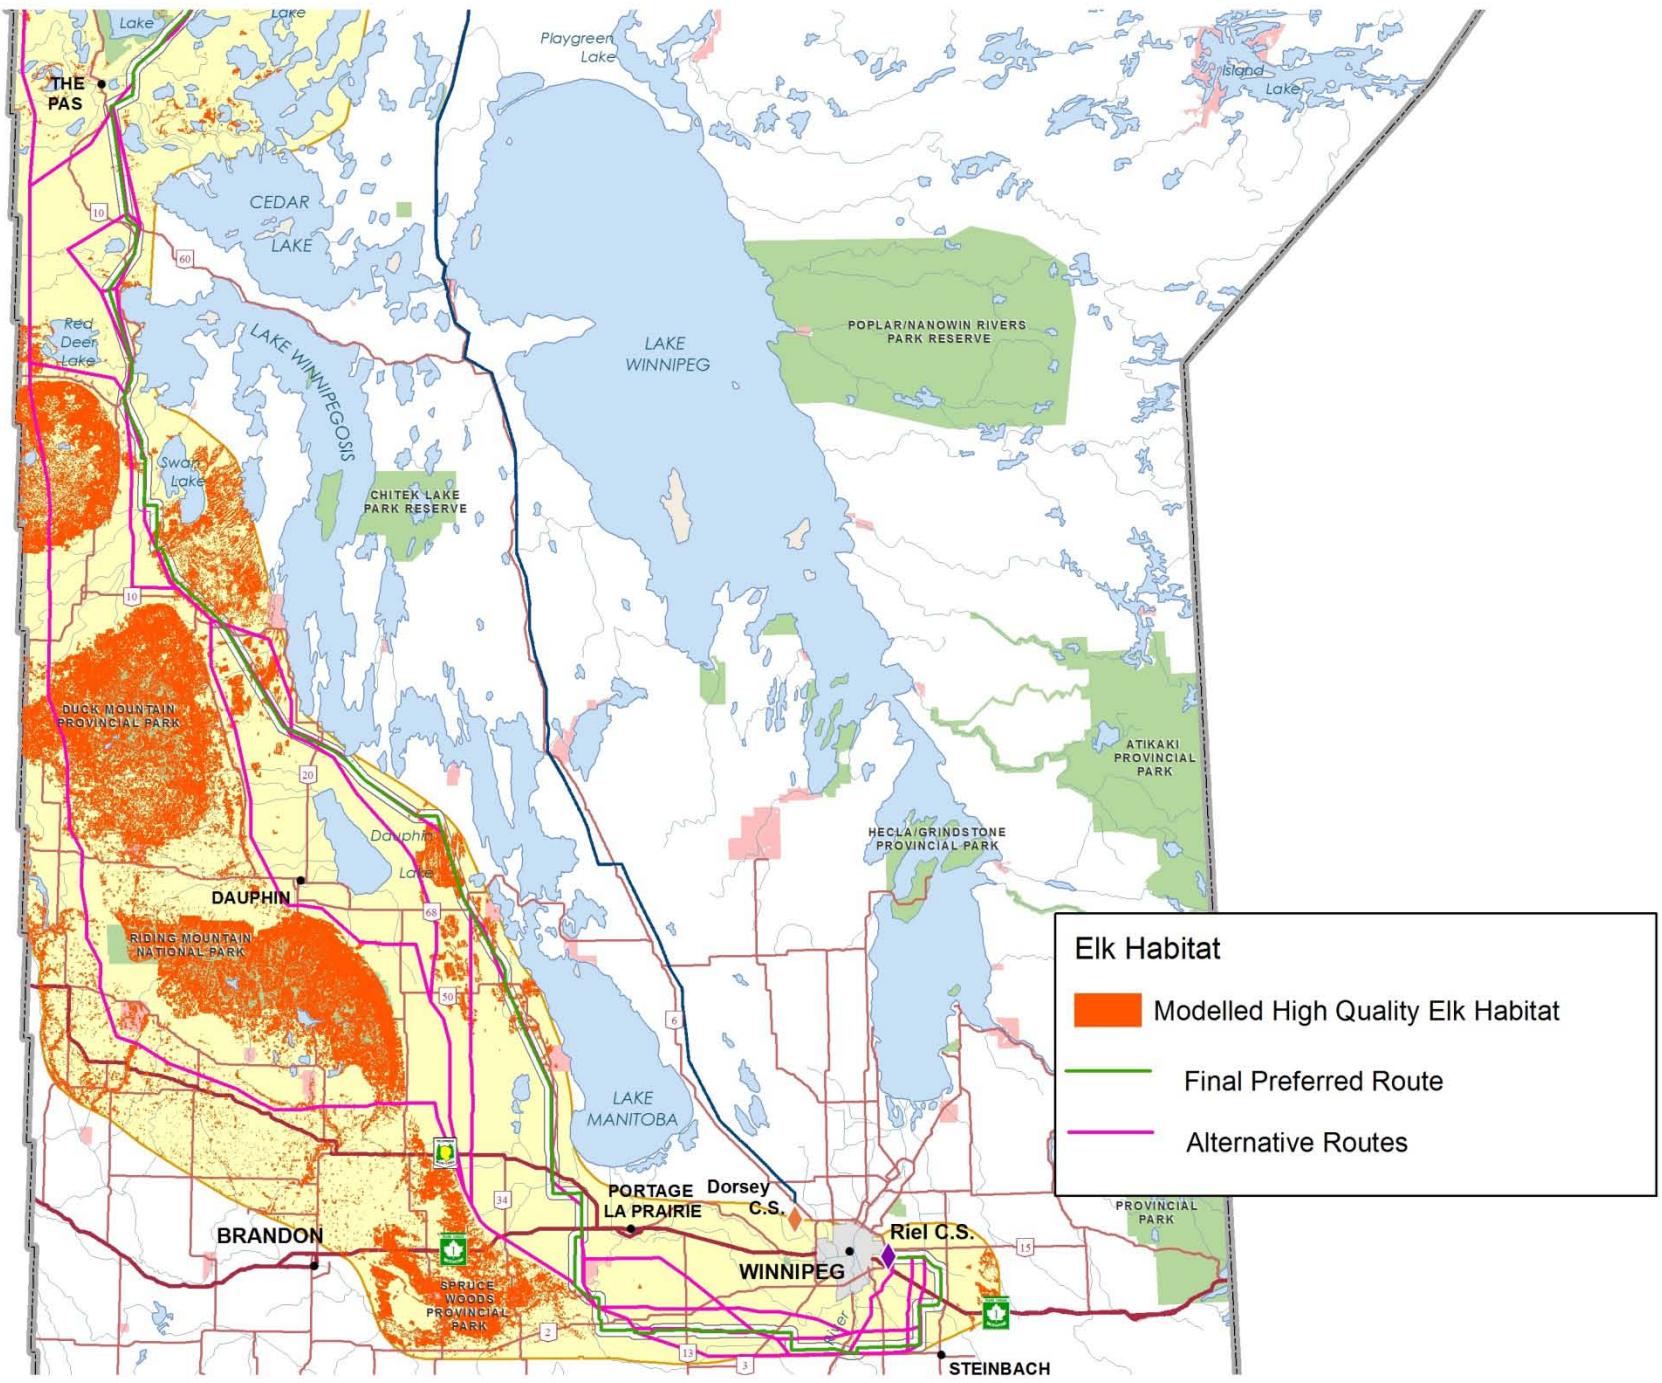 Lake
Lake
Playgreen
Lake
THE
PAS
Island
Lake
CEDAR
LAKE
10
60
Red
Deer
Lake
LAKE WINNIPEGOSIS
LAKE
WINNIPEG
POPLAR/NANOWIN RIVERS
PARK RESERVE
Swan
Lake
CHITEK LAKE
PARK RESERVE
10
DUCK MOUNTAIN
PROVINCIAL PARK
20
ATIKAKI
PROVINCIAL
PARK
Dauphin
Lake
HECLA/GRINDSTONE
PROVINCIAL PARK
DAUPHIN
68
RIDING MOUNTAIN
NATIONAL PARK
50
6
Elk Habitat
Modelled High Quality Elk Habitat
Final Preferred Route
Alternative Routes
LAKE
MANITOBA
34
PORTAGE
LA PRAIRIE
Dorsey
C.S.
PROVINCIAL
PARK
BRANDON
1
Riel C.S.
15
WINNIPEG
SPRUCE
WOODS
PROVINCIAL
PARK
1
River
2
13
3
STEINBACH